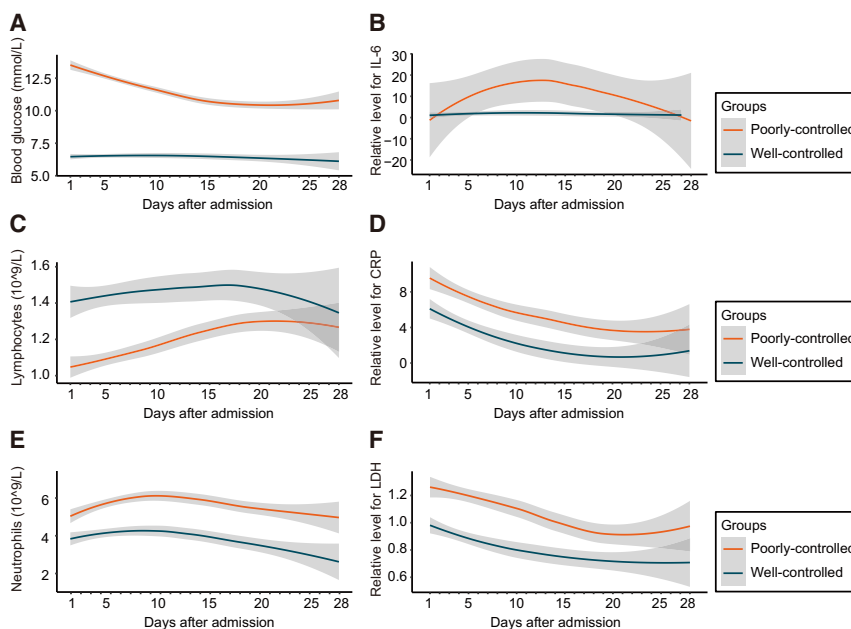 A
Blood glucose (mmol/L)
12.5
10.0
7.5
5.0
1 5 10 15 20 25 28
Days after admission
B
Relative level for IL-6
30
20
10
0
−10
−20
1 5 10 15 20 25 28
Days after admission
Groups
Poorly-controlled
Well-controlled
C
Lymphocytes (10^9/L)
1.6
1.4
1.2
1.0
1 5 10 15 20 25 28
Days after admission
D
Relative level for CRP
8
4
0
1 5 10 15 20 25 28
Days after admission
Groups
Poorly-controlled
Well-controlled
E
Neutrophils (10^9/L)
6
4
2
1 5 10 15 20 25 28
Days after admission
F
Relative level for LDH
1.2
1.0
0.8
0.6
1 5 10 15 20 25 28
Days after admission
Groups
Poorly-controlled
Well-controlled